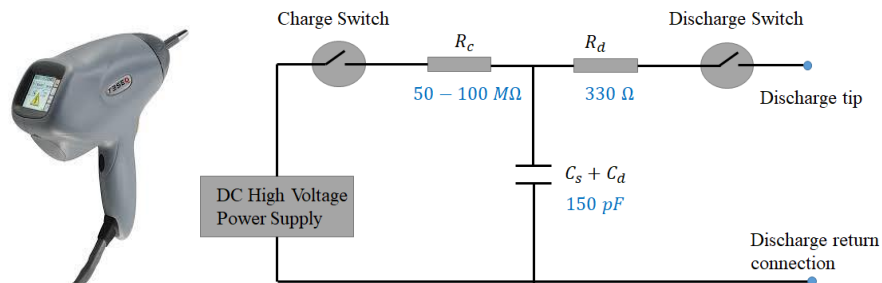 TESEQ
Charge Switch
Discharge Switch
R_c
R_d
50 – 100 MΩ
330 Ω
Discharge tip
DC High Voltage
Power Supply
C_s + C_d
150 pF
Discharge return
connection